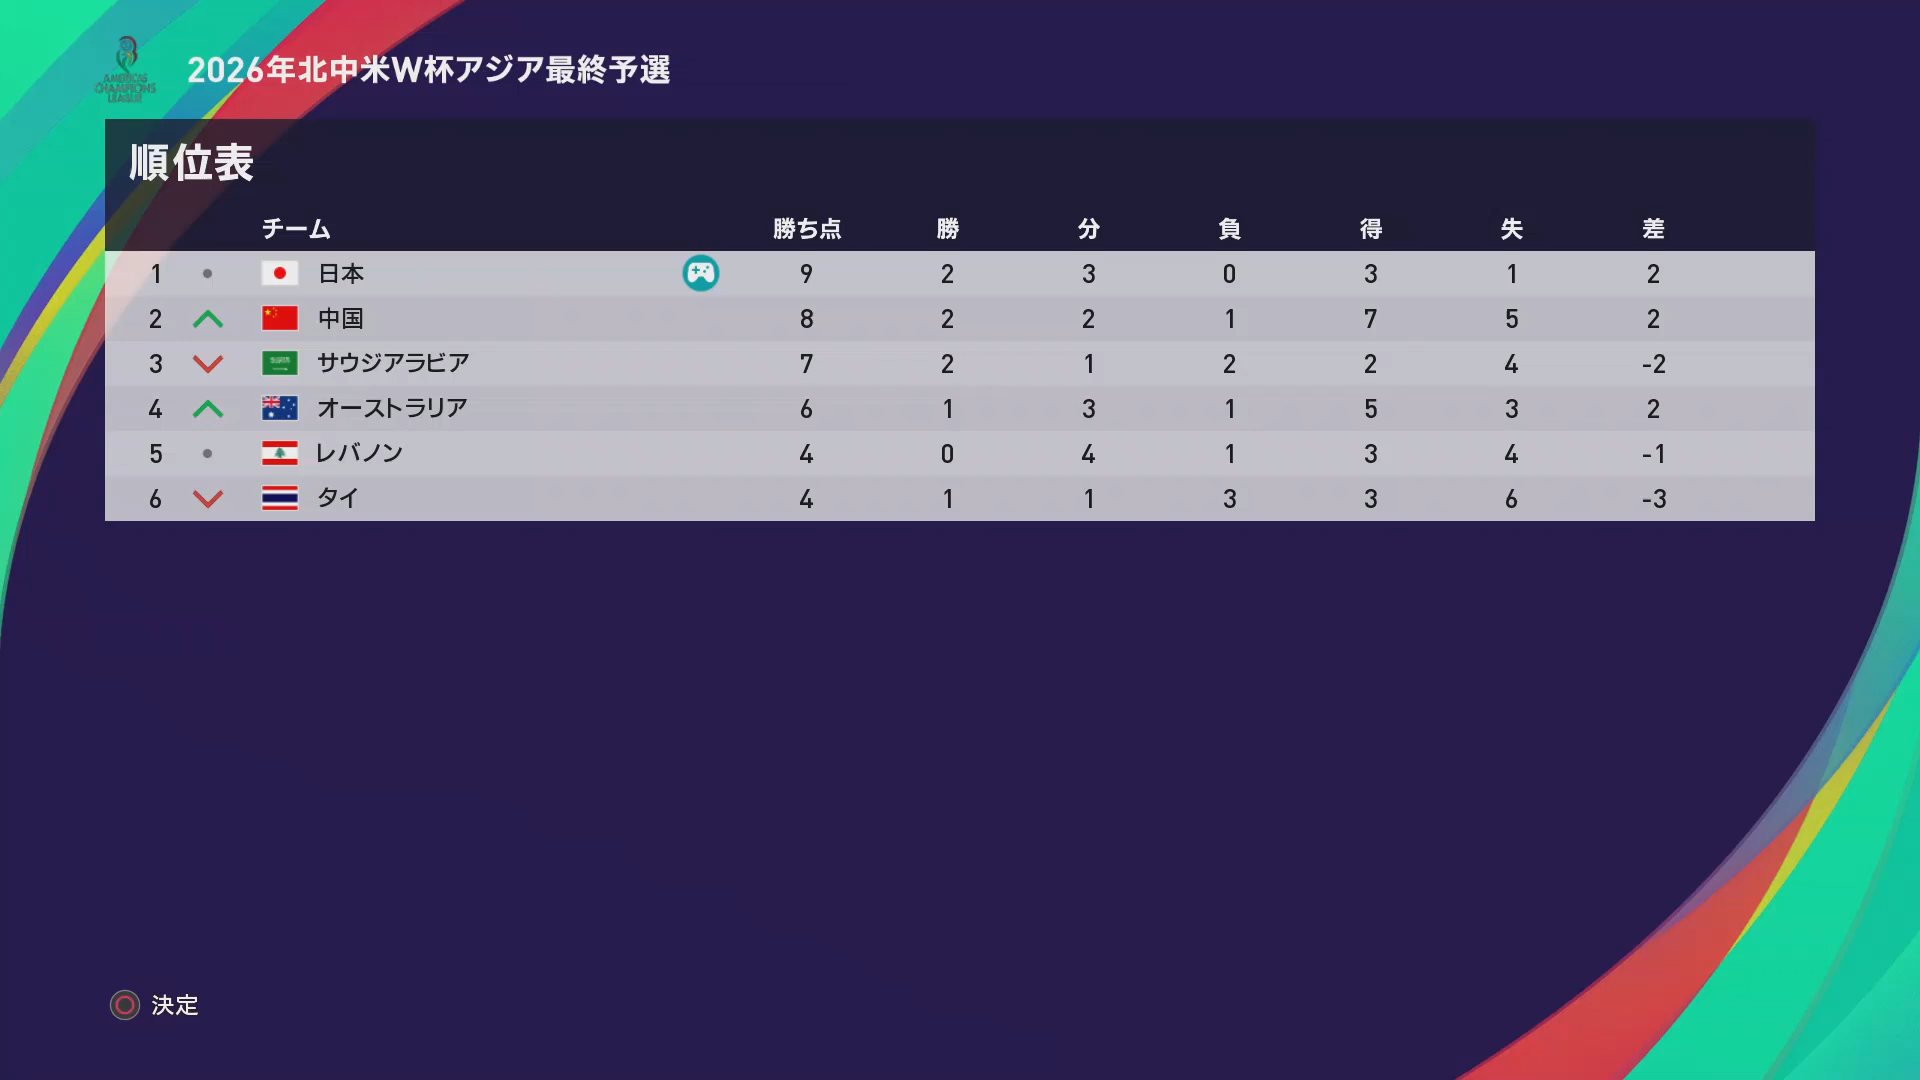 AMERICAS
CHAMPIONS
LEAGUE
2026年北中米W杯アジア最終予選
順位表
チーム 勝ち点 勝 分 負 得 失 差
1 日本 9 2 3 0 3 1 2
2 中国 8 2 2 1 7 5 2
3 サウジアラビア 7 2 1 2 2 4 -2
4 オーストラリア 6 1 3 1 5 3 2
5 レバノン 4 0 4 1 3 4 -1
6 タイ 4 1 1 3 3 6 -3
決定